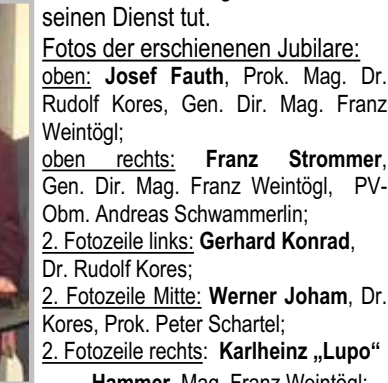 seinen Dienst tut.
Fotos der erschienenen Jubilare:
oben: Josef Fauth, Prok. Mag. Dr.
Rudolf Kores, Gen. Dir. Mag. Franz
Weintögl;
oben rechts: Franz Strommer,
Gen. Dir. Mag. Franz Weintögl, PV-
Obm. Andreas Schwammerlin;
2. Fotozeile links: Gerhard Konrad,
Dr. Rudolf Kores;
2. Fotozeile Mitte: Werner Joham, Dr.
Kores, Prok. Peter Schartel;
2. Fotozeile rechts: Karlheinz „Lupo“
Hammer, Mag. Franz Weintögl;